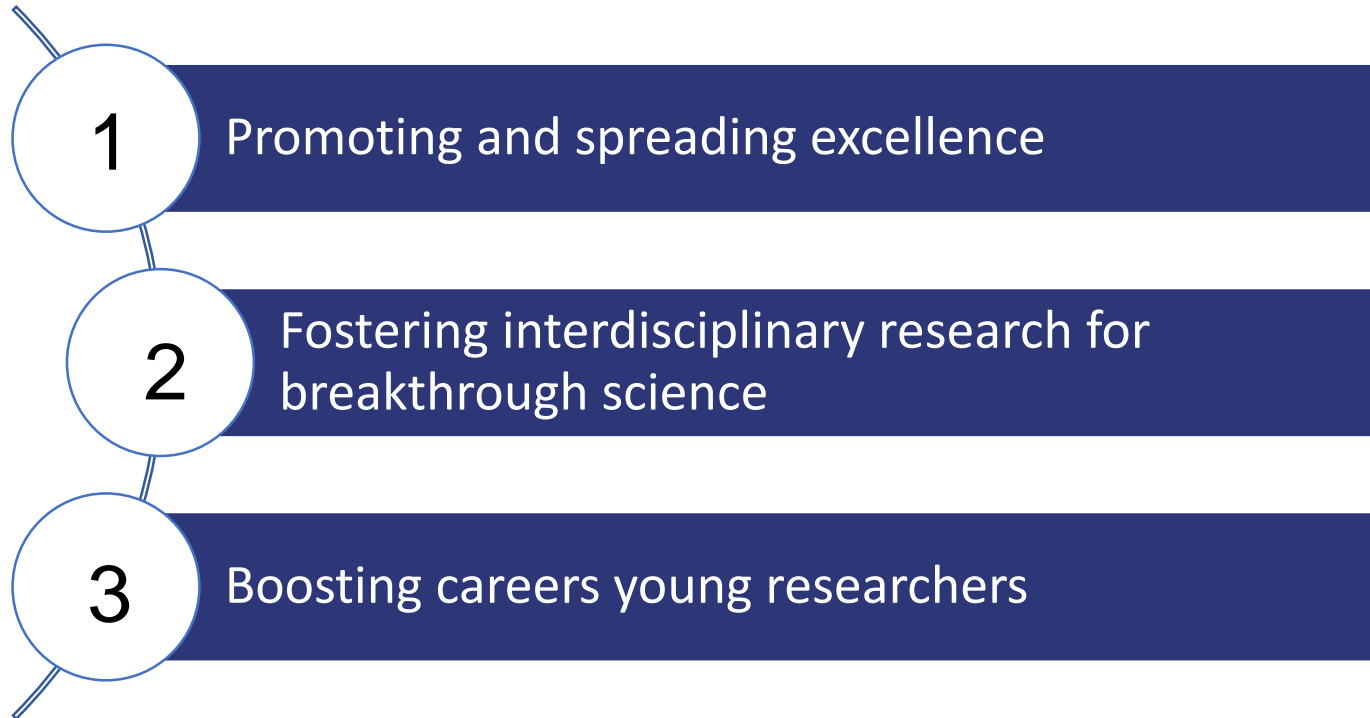 1
Promoting and spreading excellence
2
Fostering interdisciplinary research for
breakthrough science
3
Boosting careers young researchers